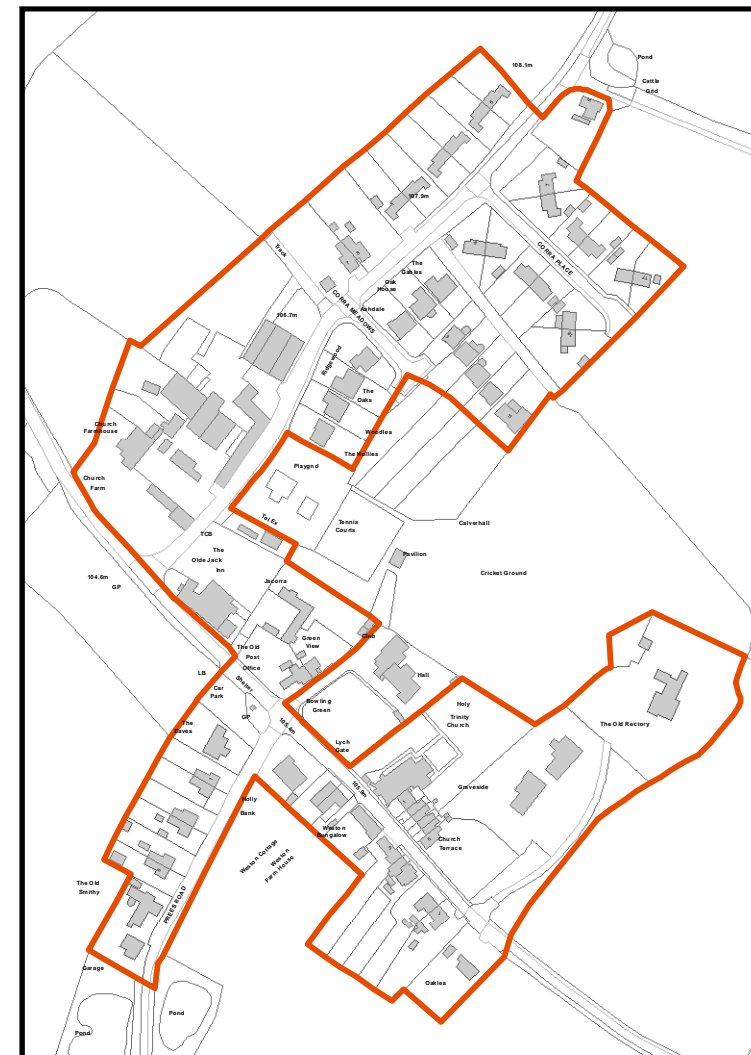 108.1m
Pond
Cattle
Grid
107.9m
CORRA PLACE
Track
The
Gables
Oak
House
Ashdale
CORRA MEADOWS
106.7m
Ridgewood
The
Oaks
Woodlea
The Hollies
Church
Farmhouse
Church
Farm
Playgnd
Tel Ex
Tennis
Courts
Calverhall
TCB
The
Olde Jack
Inn
Pavilion
Cricket Ground
104.6m
GP
Jacorra
Club
Green
View
The Old
Post
Office
Hall
LB
Shelter
Car
Park
GP
Bowling
Green
Holy
Trinity
Church
The Old Rectory
The
Eaves
105.4m
Lych
Gate
105.9m
Graveside
Holly
Bank
Weston
Bungalow
Church
Terrace
Weston Cottage
Weston
Farm House
The Old
Smithy
PREES ROAD
Garage
Oaklea
Pond
Pond